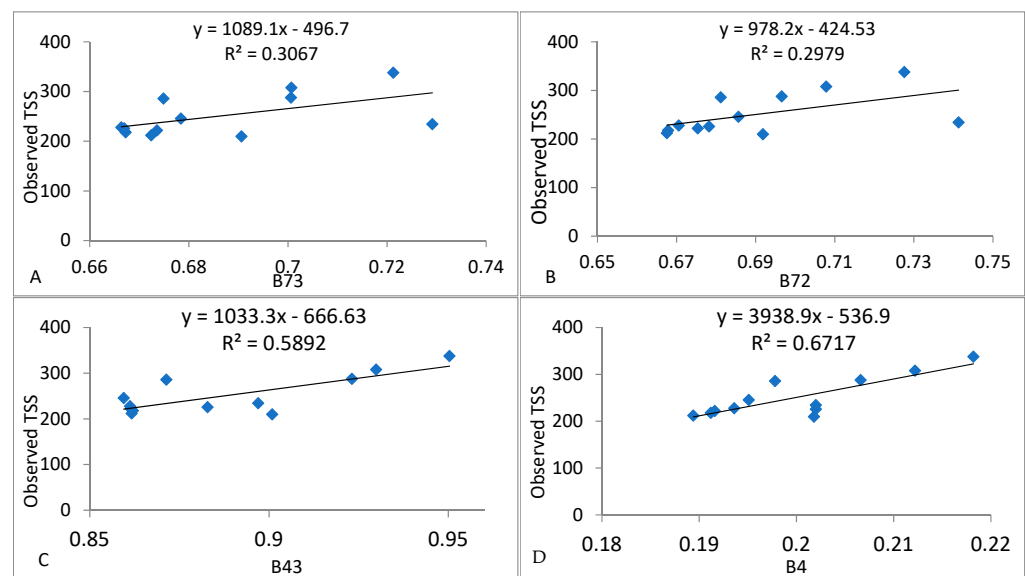 y = 1089.1x - 496.7
R² = 0.3067
400
300
200
100
0
Observed TSS
0.66 0.68 0.7 0.72 0.74
A
B73
y = 978.2x - 424.53
R² = 0.2979
400
300
200
100
0
Observed TSS
0.65 0.67 0.69 0.71 0.73 0.75
B
B72
y = 1033.3x - 666.63
R² = 0.5892
400
300
200
100
0
Observed TSS
0.85 0.9 0.95
C
B43
y = 3938.9x - 536.9
R² = 0.6717
400
300
200
100
0
Observed TSS
0.18 0.19 0.2 0.21 0.22
D
B4